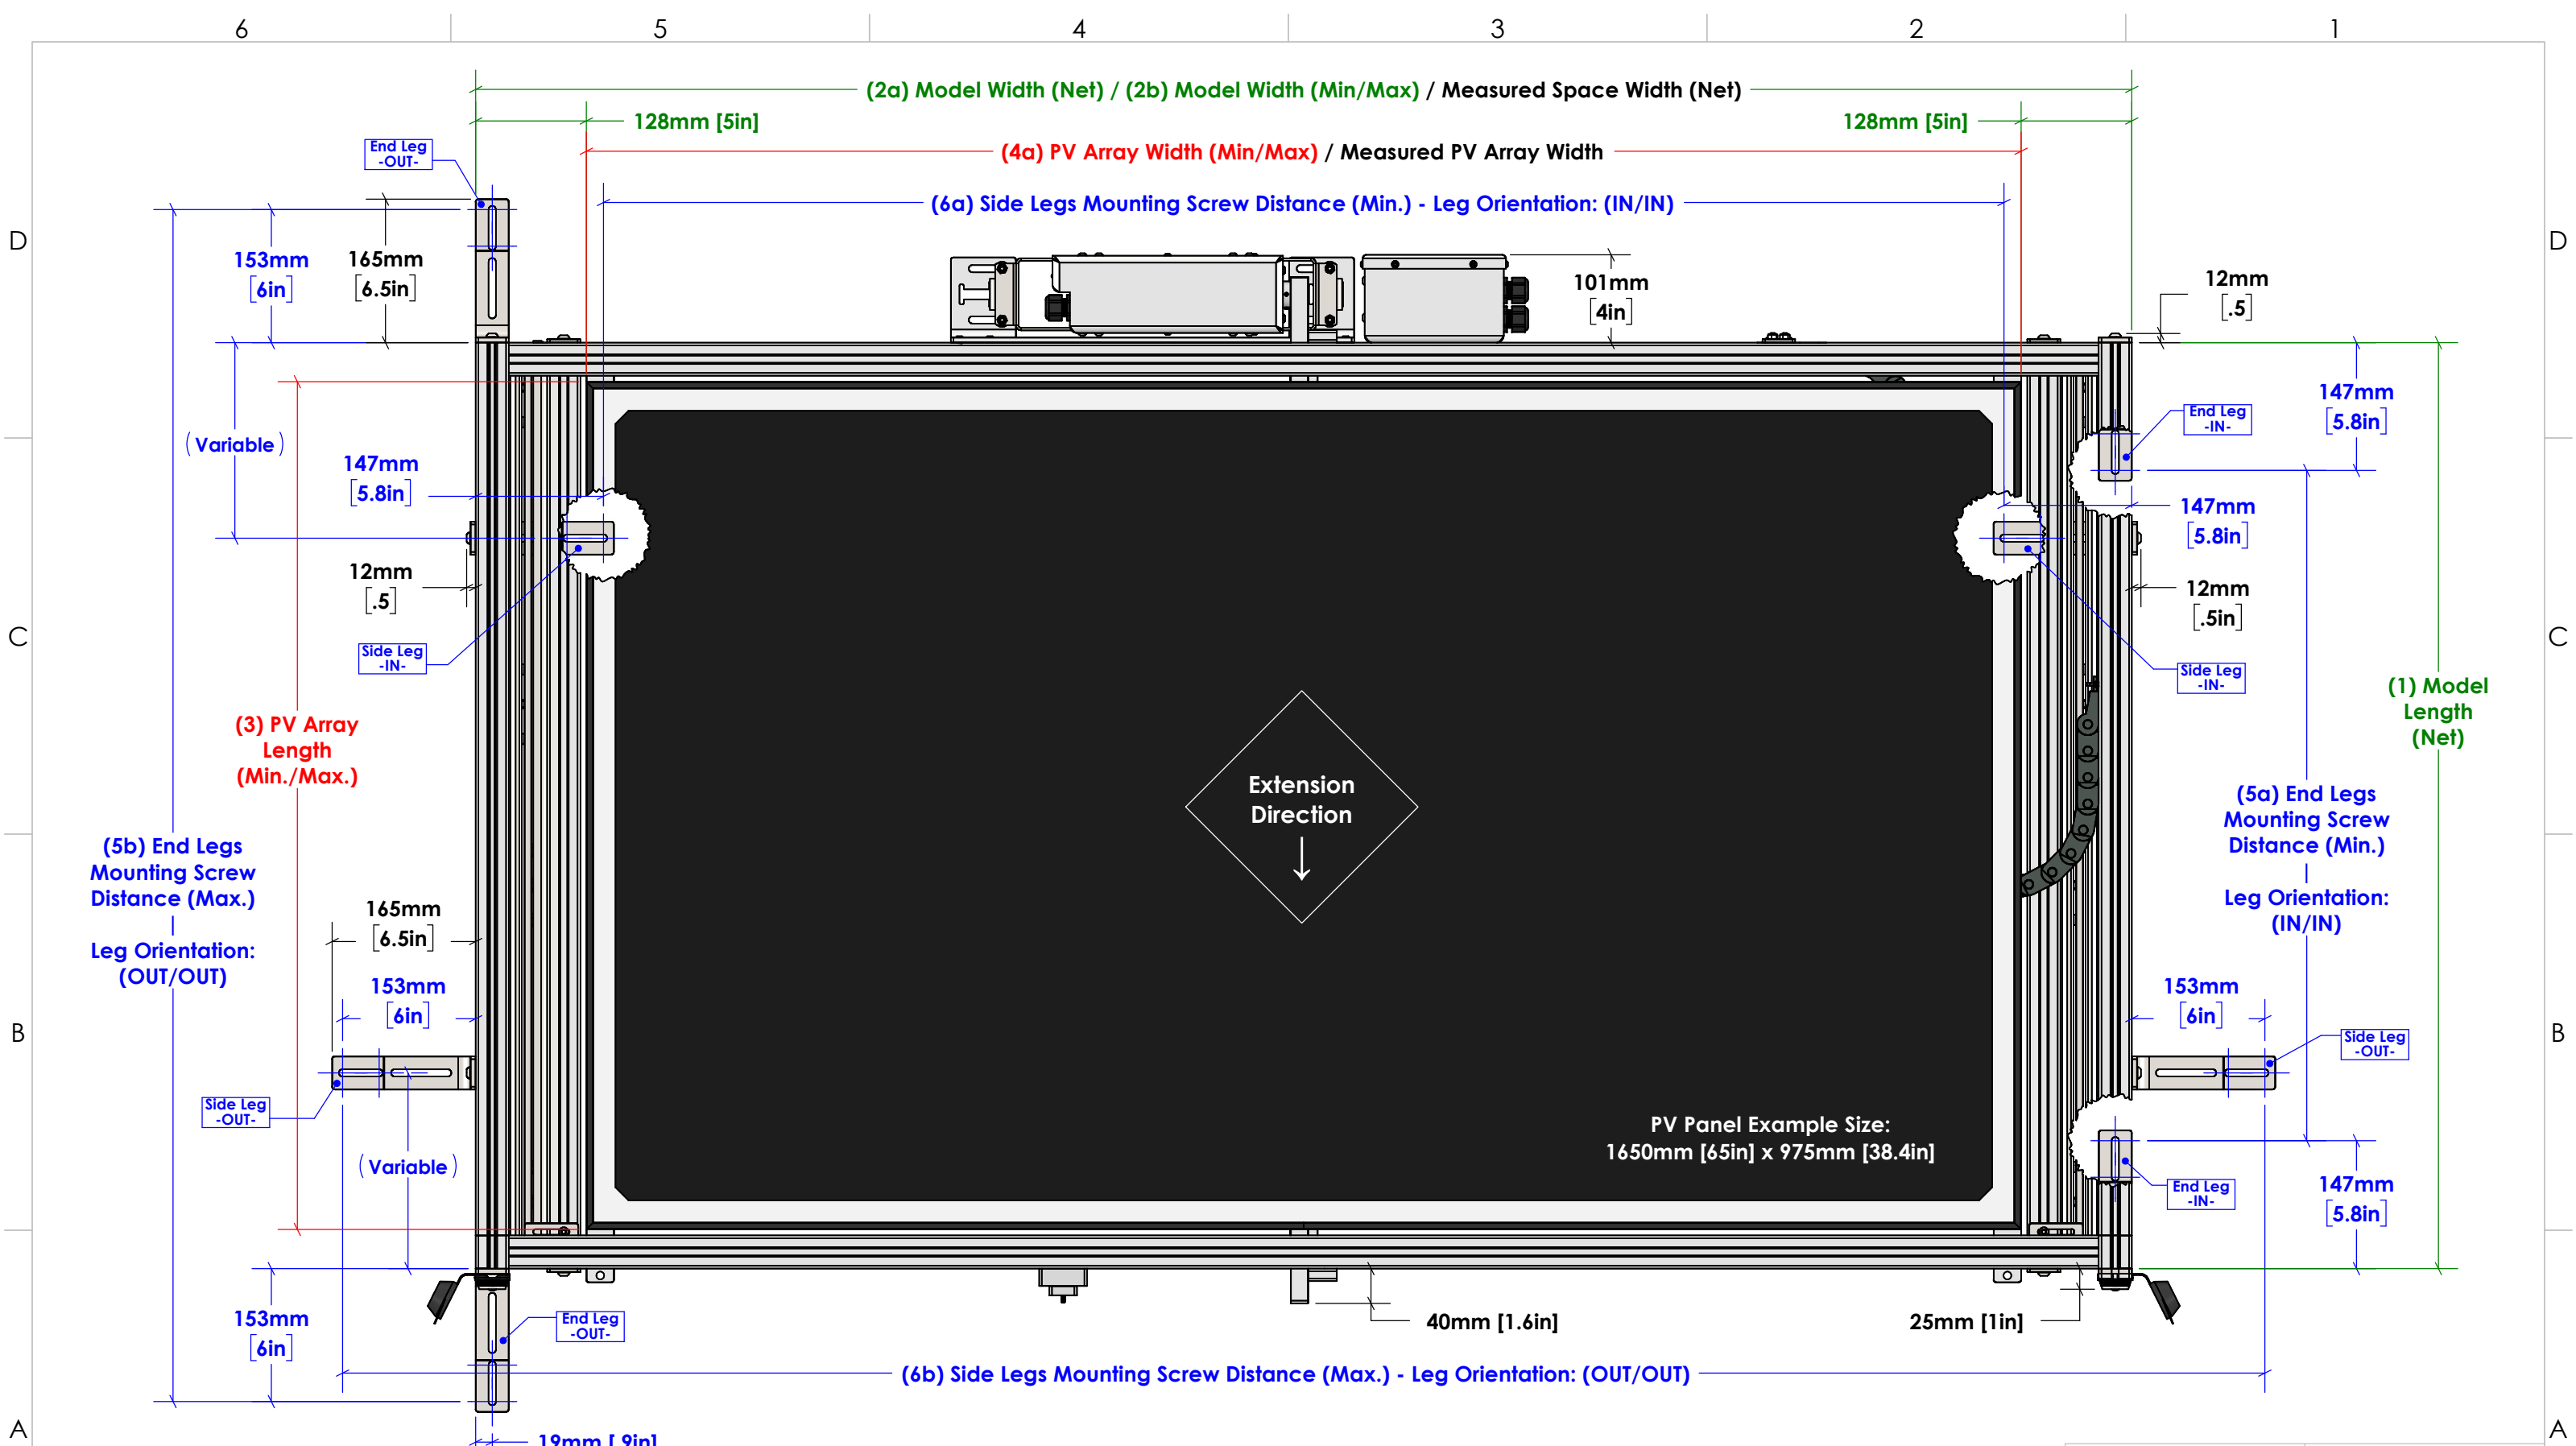 6 5 4 3 2 1
(2a) Model Width (Net) / (2b) Model Width (Min/Max) / Measured Space Width (Net)
128mm [5in]
128mm [5in]
(4a) PV Array Width (Min/Max) / Measured PV Array Width
End Leg
-OUT-
(6a) Side Legs Mounting Screw Distance (Min.) - Leg Orientation: (IN/IN)
D
D
153mm
[6in]
165mm
[6.5in]
101mm
[4in]
12mm
[.5]
147mm
[5.8in]
End Leg
-IN-
(Variable)
147mm
[5.8in]
147mm
[5.8in]
12mm
[.5]
12mm
[.5in]
C
C
Side Leg
-IN-
Side Leg
-IN-
(1) Model
Length
(Net)
(3) PV Array
Length
(Min./Max.)
Extension
Direction
(5a) End Legs
Mounting Screw
Distance (Min.)
Leg Orientation:
(IN/IN)
(5b) End Legs
Mounting Screw
Distance (Max.)
Leg Orientation:
(OUT/OUT)
165mm
[6.5in]
153mm
[6in]
153mm
[6in]
B
B
Side Leg
-OUT-
Side Leg
-OUT-
PV Panel Example Size:
1650mm [65in] x 975mm [38.4in]
(Variable)
End Leg
-IN-
147mm
[5.8in]
153mm
[6in]
End Leg
-OUT-
40mm [1.6in]
25mm [1in]
(6b) Side Legs Mounting Screw Distance (Max.) - Leg Orientation: (OUT/OUT)
A
A
19mm [.9in]